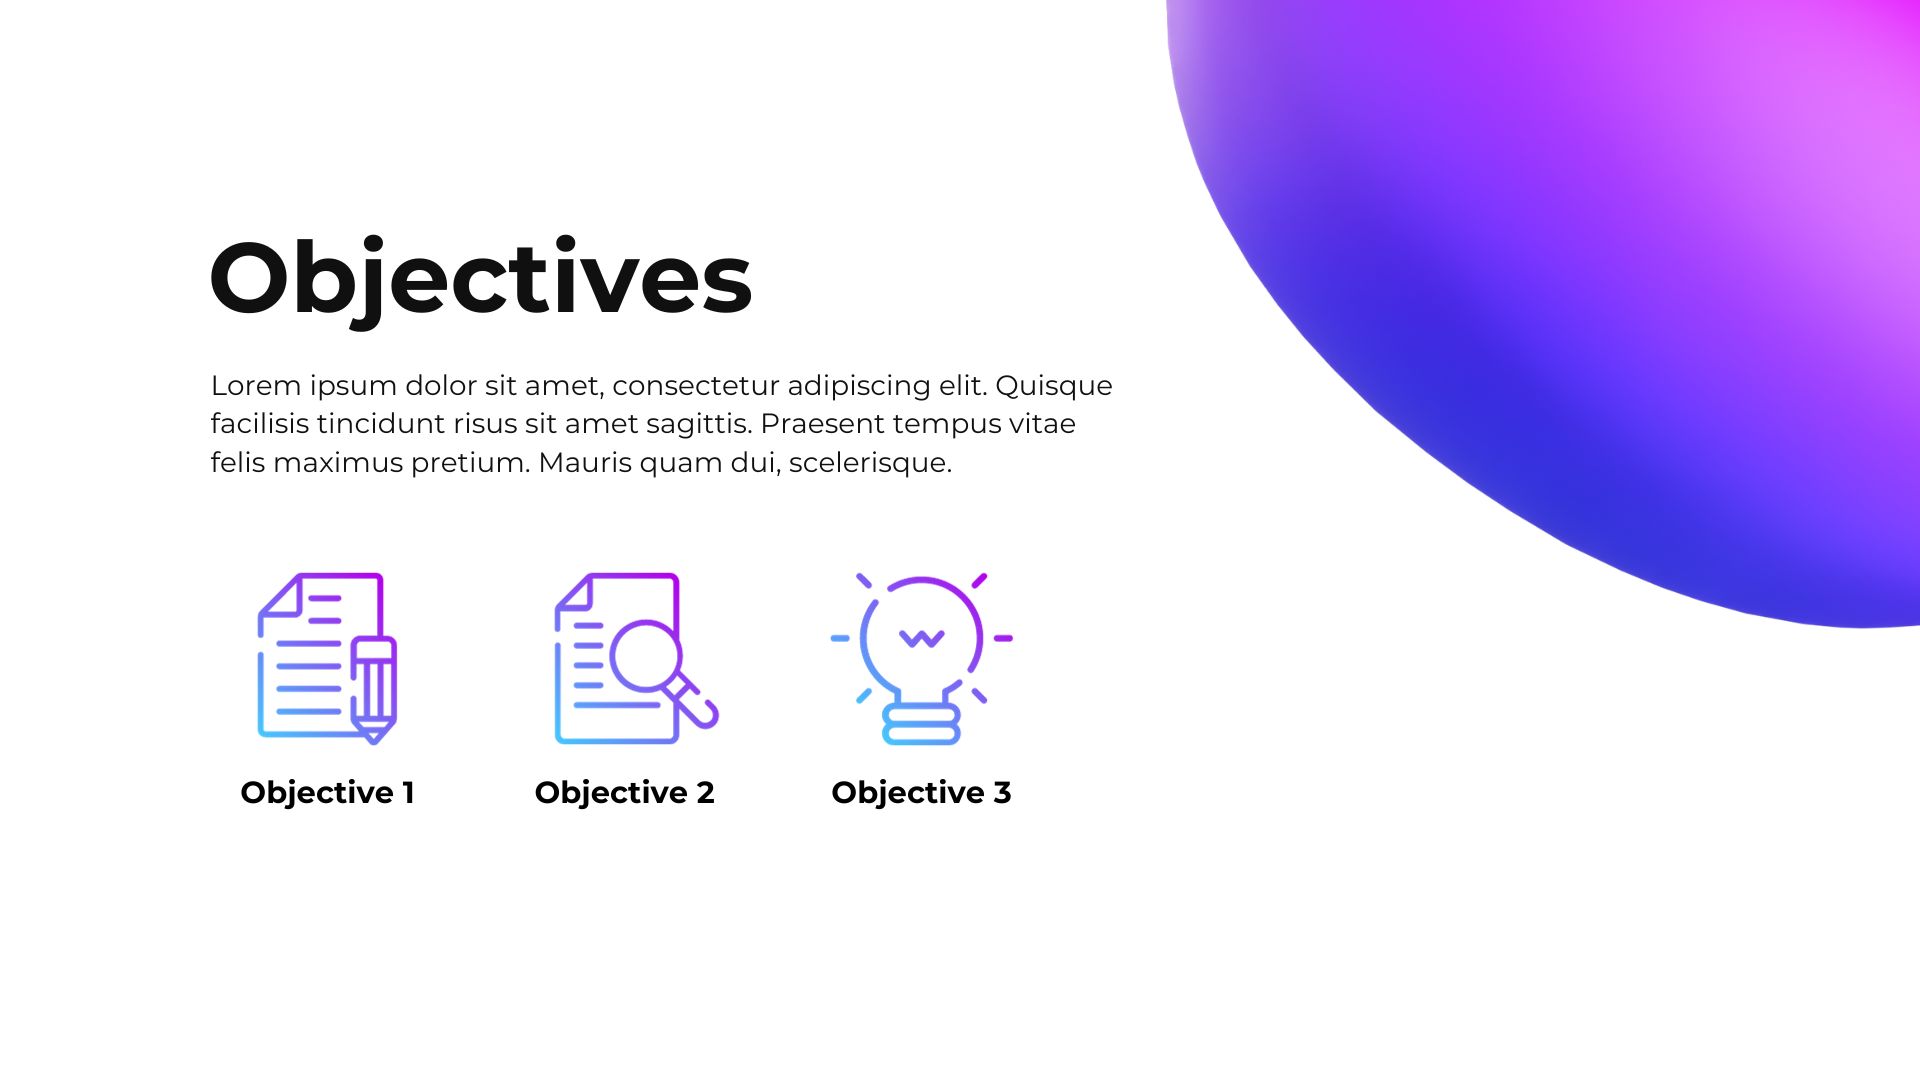 Objectives
Lorem ipsum dolor sit amet, consectetur adipiscing elit. Quisque
facilisis tincidunt risus sit amet sagittis. Praesent tempus vitae
felis maximus pretium. Mauris quam dui, scelerisque.
Objective 1
Objective 2
Objective 3